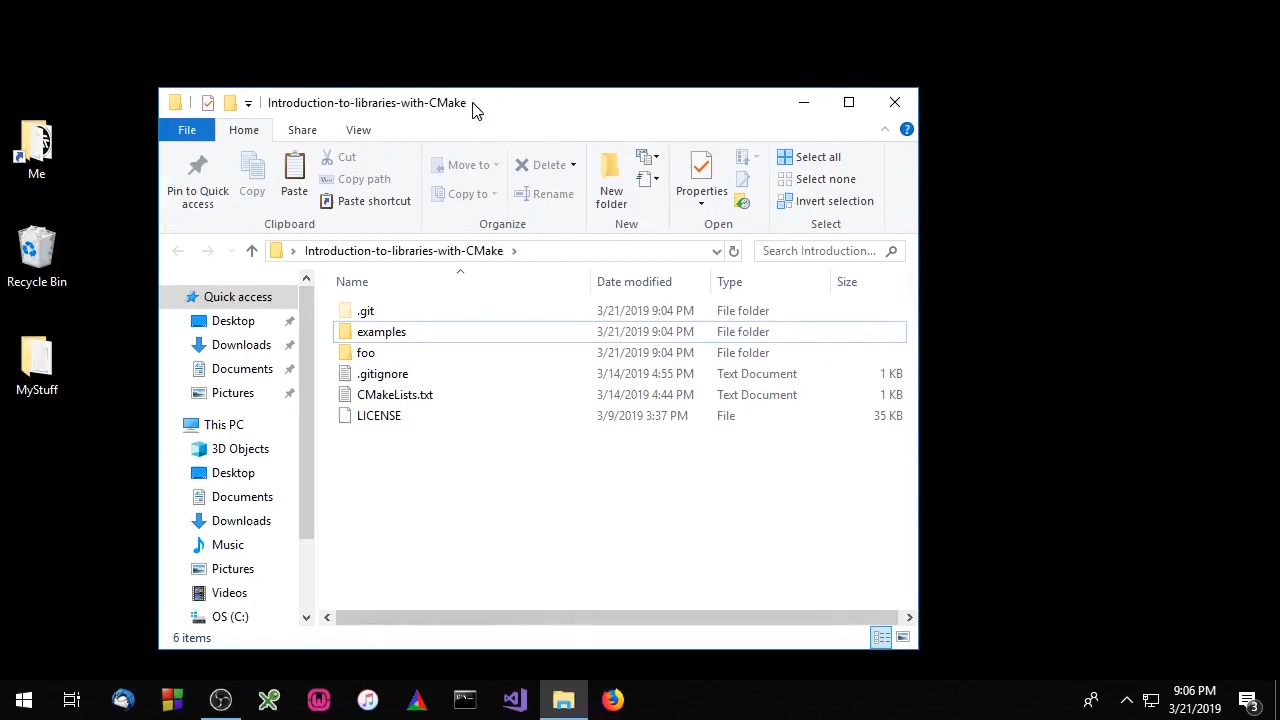 Introduction-to-libraries-with-CMake
File
Home
Share
View
Pin to Quick access
Copy
Paste
Cut
Copy path
Paste shortcut
Clipboard
Move to
Copy to
Delete
Rename
Organize
New folder
New
Properties
Open
Select all
Select none
Invert selection
Select
Introduction-to-libraries-with-CMake
Search Introduction...
Name Date modified Type Size
.git 3/21/2019 9:04 PM File folder
examples 3/21/2019 9:04 PM File folder
foo 3/21/2019 9:04 PM File folder
.gitignore 3/14/2019 4:55 PM Text Document 1 KB
CMakeLists.txt 3/14/2019 4:44 PM Text Document 1 KB
LICENSE 3/9/2019 3:37 PM File 35 KB
Quick access
Desktop
Downloads
Documents
Pictures
This PC
3D Objects
Desktop
Documents
Downloads
Music
Pictures
Videos
OS (C:)
6 items
Me
Recycle Bin
MyStuff
9:06 PM
3/21/2019
3